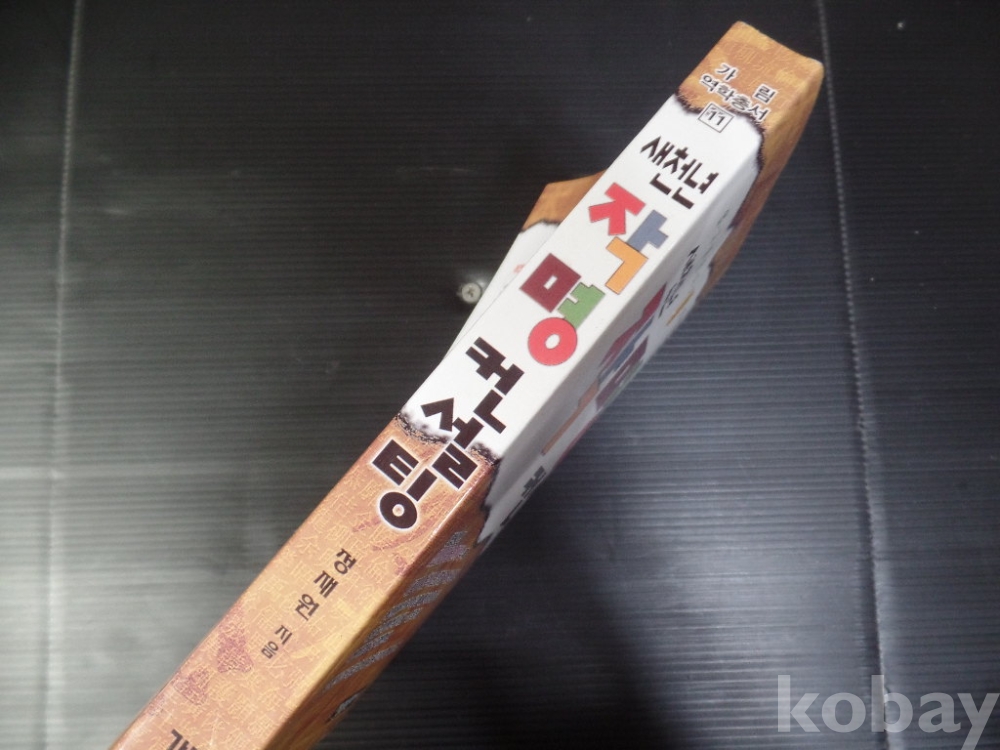 가림
역학총서
11
새천년
작명
컨설팅
정재원 지음
kobay